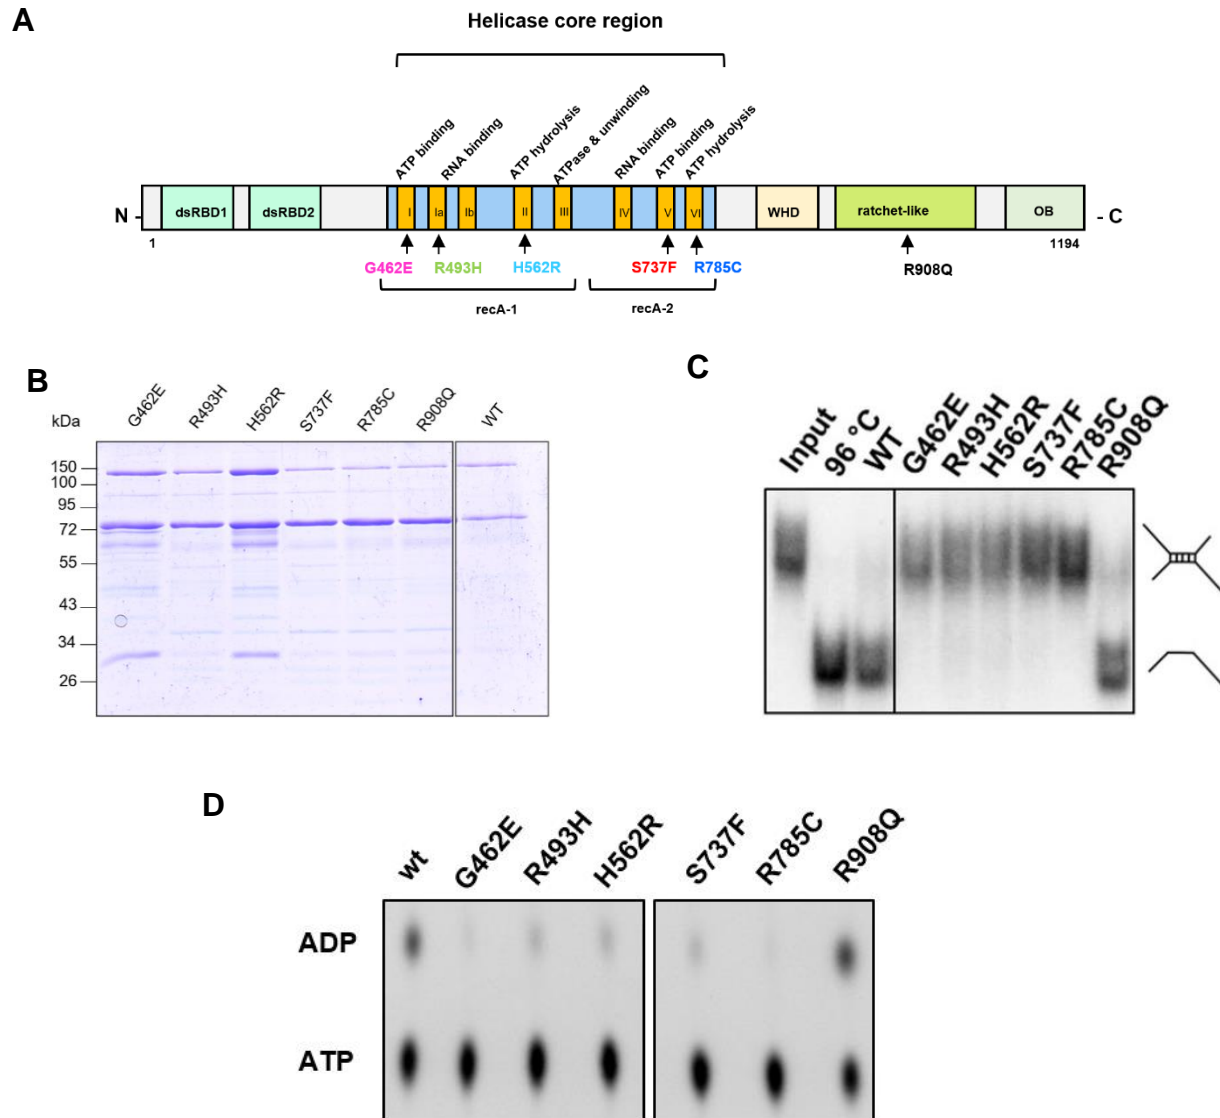 A
Helicase core region
ATP binding
RNA binding
ATP hydrolysis
ATPase & unwinding
RNA binding
ATP binding
ATP hydrolysis
N - dsRBD1 dsRBD2 I Ia Ib II III IV V VI WHD ratchet-like OB - C
1 1194
G462E R493H H562R S737F R785C R908Q
recA-1 recA-2
B
kDa G462E R493H H562R S737F R785C R908Q WT
150
100
95
72
55
43
34
26
C
Input 96 °C WT G462E R493H H562R S737F R785C R908Q
D
wt G462E R493H H562R S737F R785C R908Q
ADP
ATP